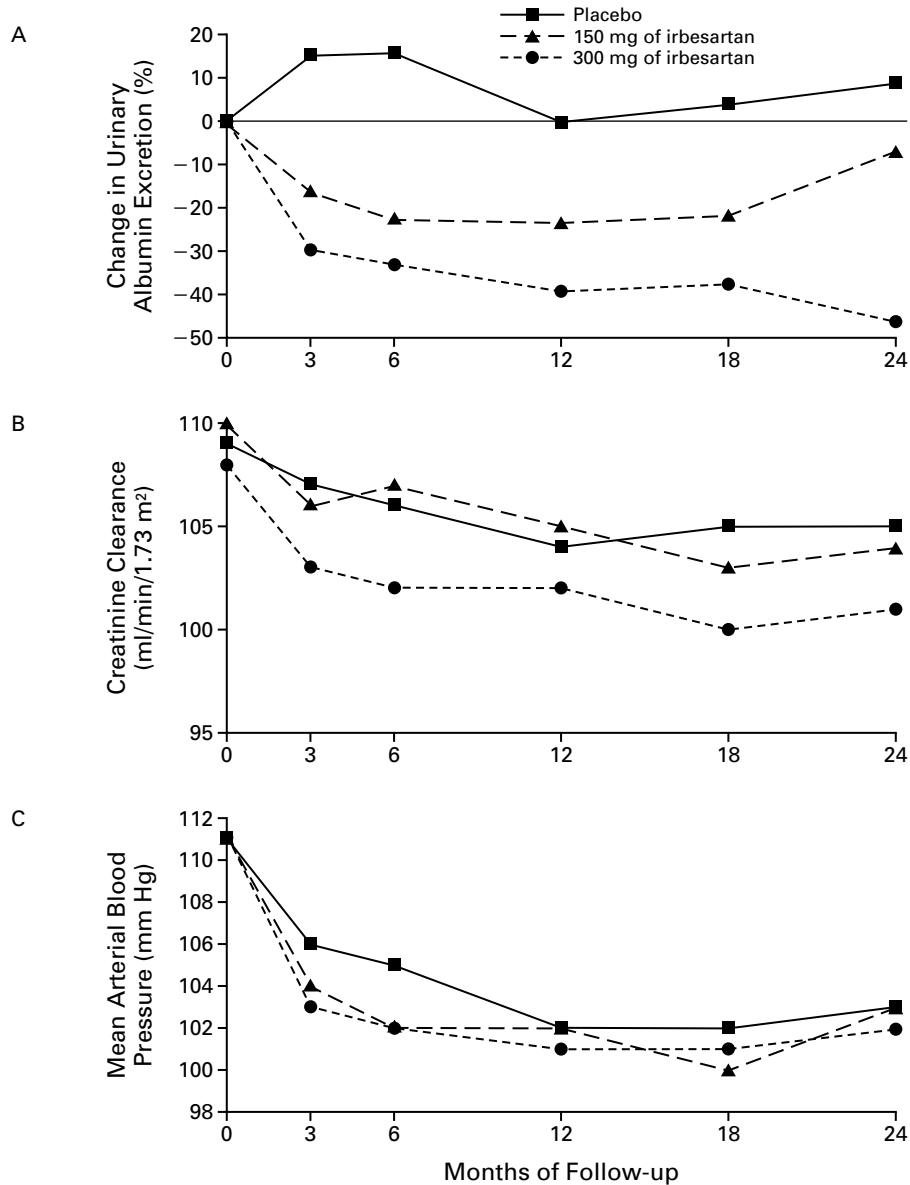 Placebo
150 mg of irbesartan
300 mg of irbesartan
A
Change in Urinary
Albumin Excretion (%)
20
10
0
−10
−20
−30
−40
−50
0 3 6 12 18 24
B
Creatinine Clearance
(ml/min/1.73 m²)
110
105
100
95
0 3 6 12 18 24
C
Mean Arterial Blood
Pressure (mm Hg)
112
110
108
106
104
102
100
98
0 3 6 12 18 24
Months of Follow-up